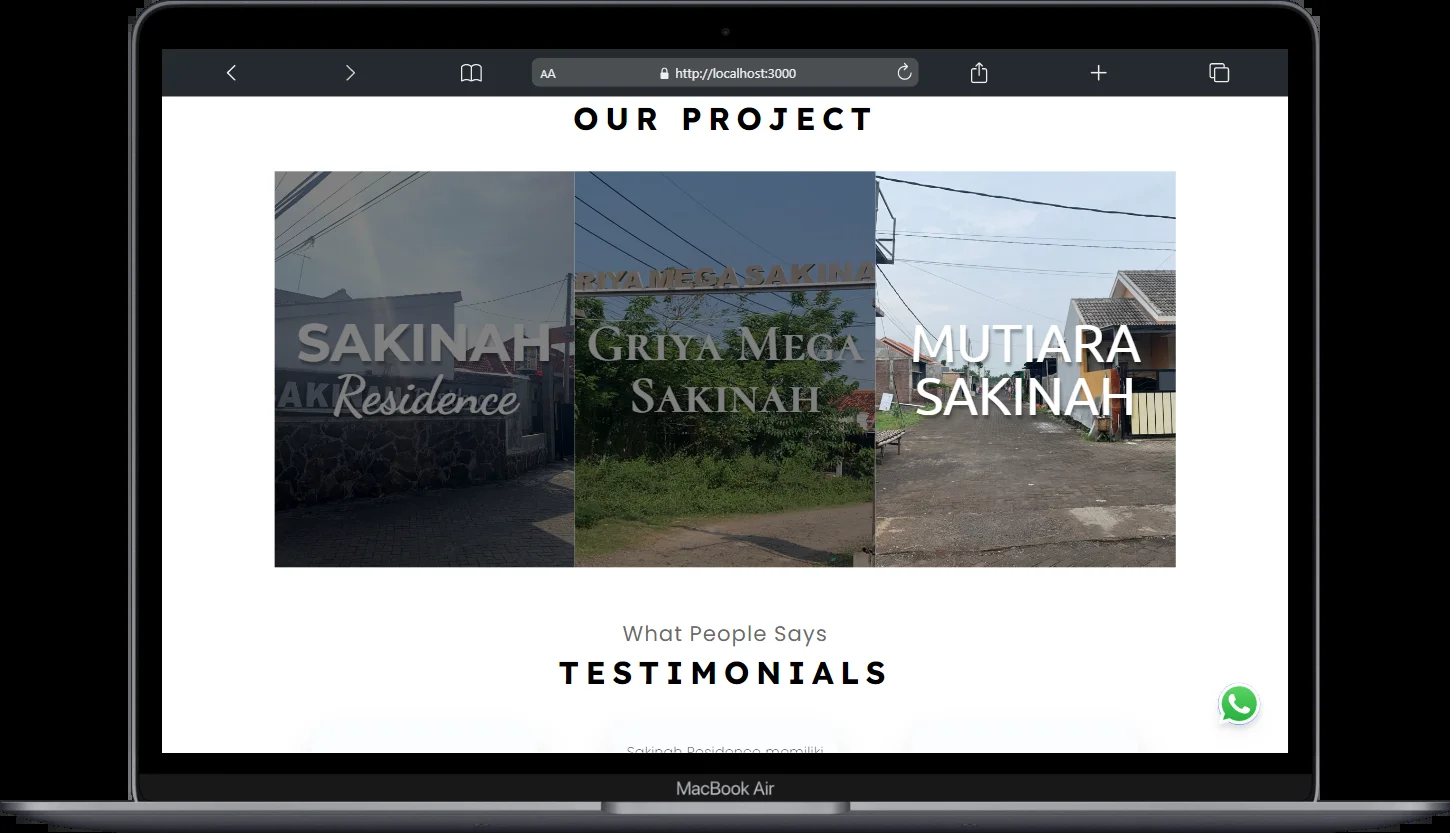 AA
http://localhost:3000
OUR PROJECT
RIYA MEGA SAKINA
SAKINAH
Residence
GRIYA MEGA
SAKINAH
MUTIARA
SAKINAH
AK
What People Says
TESTIMONIALS
Sakinah Residence memiliki
MacBook Air